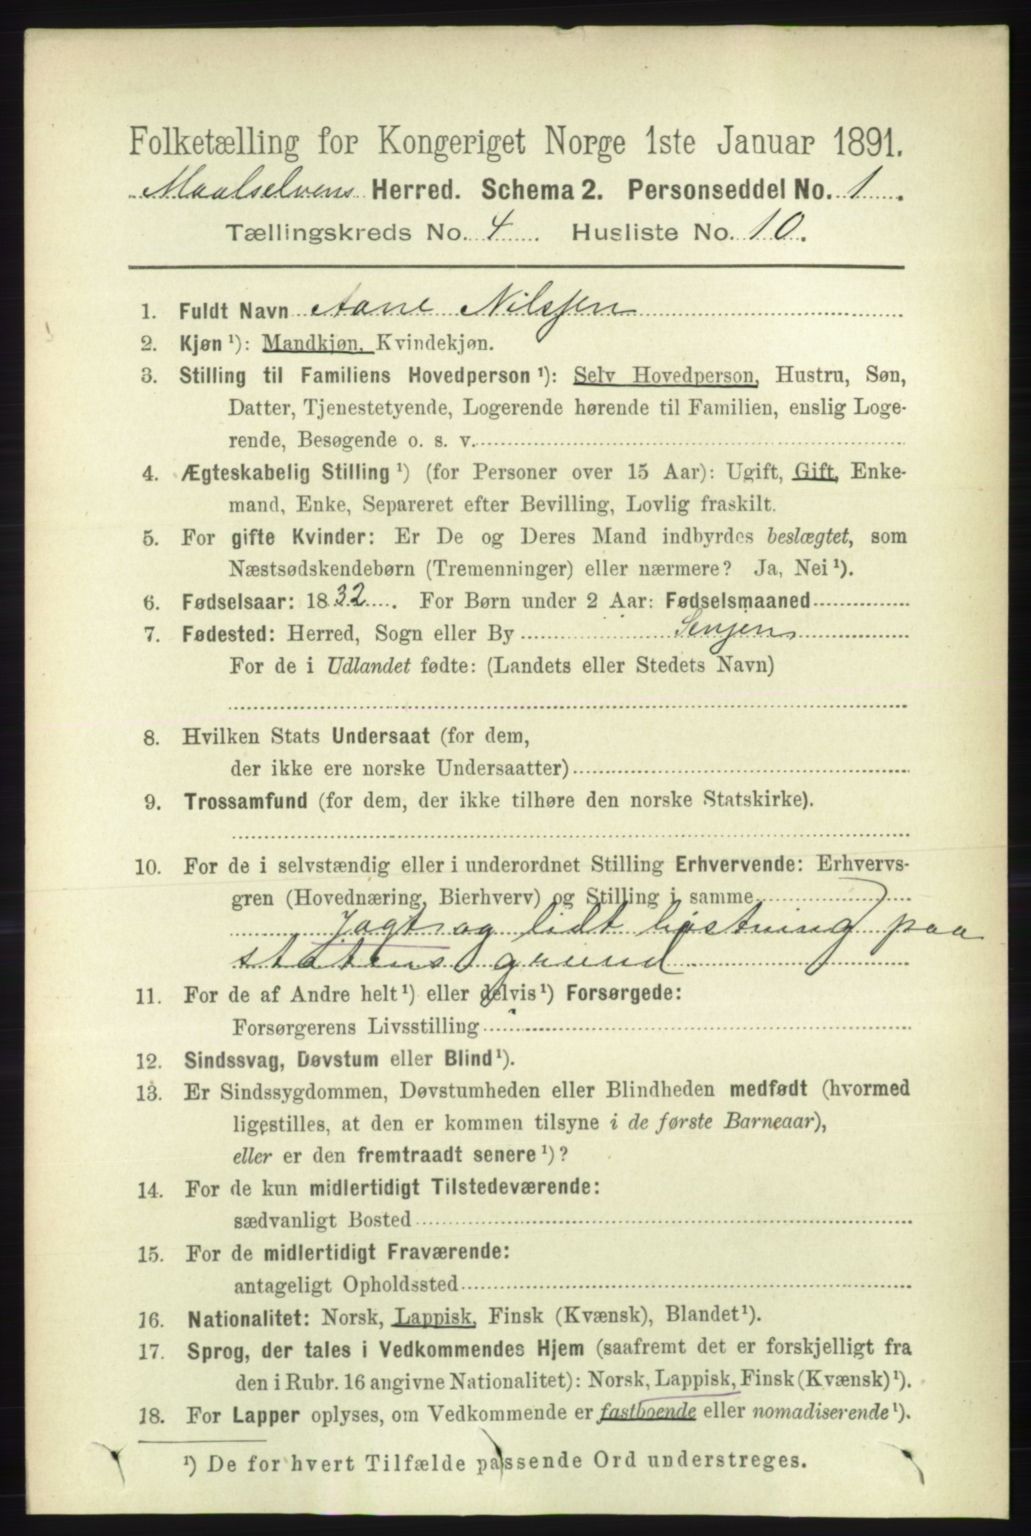 Folketælling for Kongeriget Norge 1ste Januar 1891.
Maalselvens Herred. Schema 2. Personseddel No. 1.
Tællingskreds No. 4 Husliste No. 10.
1. Fuldt Navn Aane Nilssen
2. Kjøn ¹): Mandkjøn, Kvindekjøn.
3. Stilling til Familiens Hovedperson ¹): Selv Hovedperson, Hustru, Søn,
Datter, Tjenestetyende, Logerende hørende til Familien, enslig Loge-
rende, Besøgende o. s. v.
4. Ægteskabelig Stilling ¹) (for Personer over 15 Aar): Ugift, Gift, Enke-
mand, Enke, Separeret efter Bevilling, Lovlig fraskilt.
5. For gifte Kvinder: Er De og Deres Mand indbyrdes beslægtet, som
Næstsødskendebørn (Tremenninger) eller nærmere? Ja, Nei ¹).
6. Fødselsaar: 1832. For Børn under 2 Aar: Fødselsmaaned
7. Fødested: Herred, Sogn eller By Senjen
For de i Udlandet fødte: (Landets eller Stedets Navn)
8. Hvilken Stats Undersaat (for dem,
der ikke ere norske Undersaatter)
9. Trossamfund (for dem, der ikke tilhøre den norske Statskirke).
10. For de i selvstændig eller i underordnet Stilling Erhvervende: Erhvervs-
gren (Hovednæring, Bierhverv) og Stilling i samme
Jagt og lidt høstning paa
statens grund
11. For de af Andre helt ¹) eller delvis ¹) Forsørgede:
Forsørgerens Livsstilling
12. Sindssvag, Døvstum eller Blind ¹).
13. Er Sindssygdommen, Døvstumheden eller Blindheden medfødt (hvormed
ligestilles, at den er kommen tilsyne i de første Barneaar),
eller er den fremtraadt senere ¹)?
14. For de kun midlertidigt Tilstedeværende:
sædvanligt Bosted
15. For de midlertidigt Fraværende:
antageligt Opholdssted
16. Nationalitet: Norsk, Lappisk, Finsk (Kvænsk), Blandet ¹).
17. Sprog, der tales i Vedkommendes Hjem (saafremt det er forskjelligt fra
den i Rubr. 16 angivne Nationalitet): Norsk, Lappisk, Finsk (Kvænsk) ¹).
18. For Lapper oplyses, om Vedkommende er fastboende eller nomadiserende ¹).
¹) De for hvert Tilfælde passende Ord understreges.